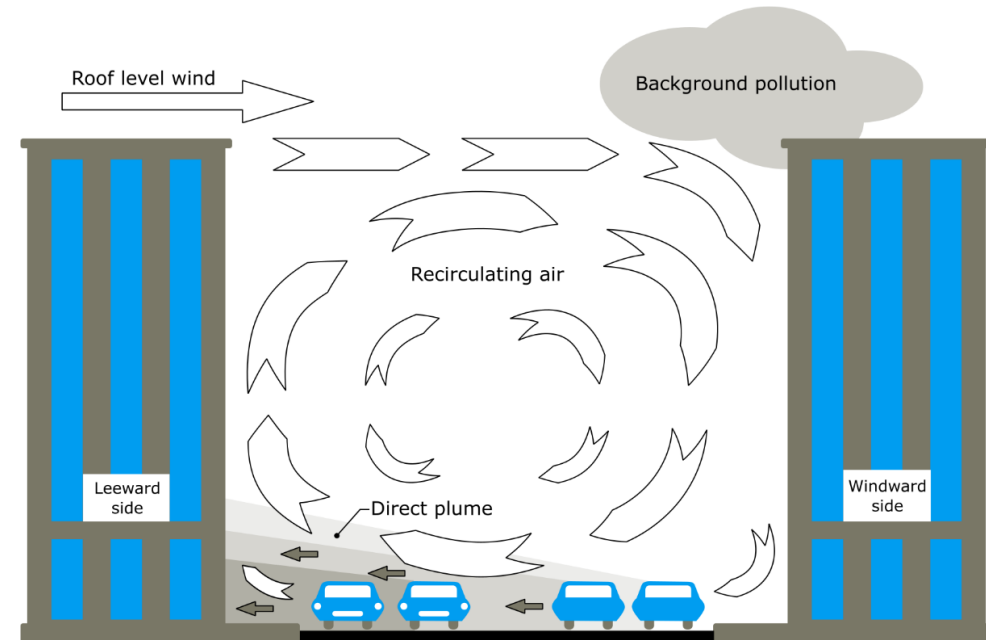 Roof level wind
Background pollution
Recirculating air
Leeward
side
Windward
side
Direct plume